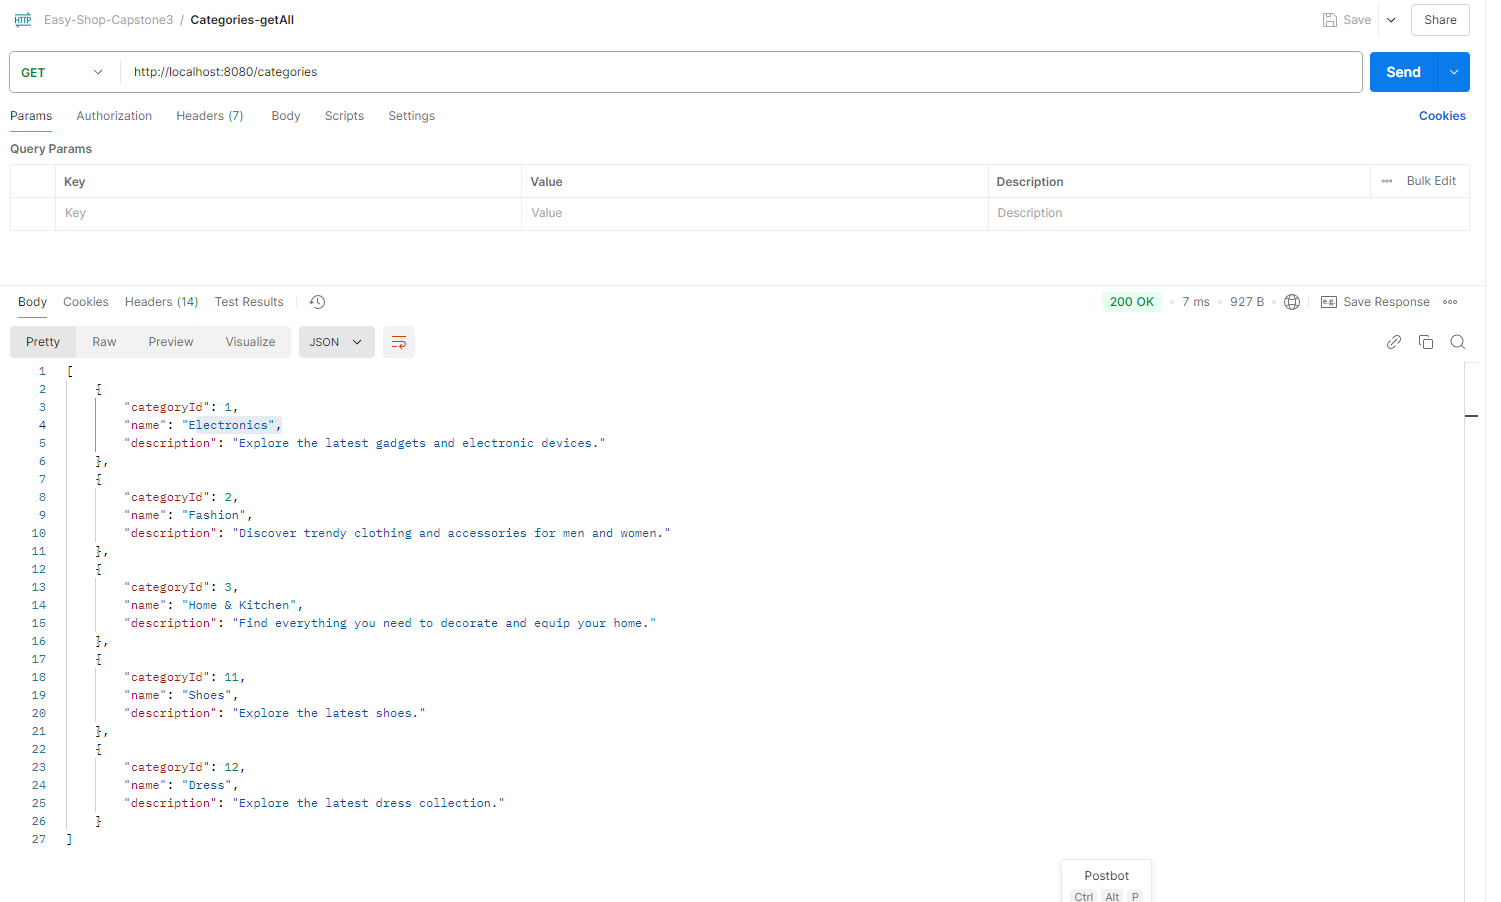 HTTP Easy-Shop-Capstone3 / Categories-getAll Save Share
GET http://localhost:8080/categories Send
Params Authorization Headers (7) Body Scripts Settings Cookies
Query Params
Key Value Description Bulk Edit
Key Value Description
Body Cookies Headers (14) Test Results 200 OK 7 ms 927 B e.g. Save Response
Pretty Raw Preview Visualize JSON
1 [
2 {
3 "categoryId": 1,
4 "name": "Electronics",
5 "description": "Explore the latest gadgets and electronic devices."
6 },
7 {
8 "categoryId": 2,
9 "name": "Fashion",
10 "description": "Discover trendy clothing and accessories for men and women."
11 },
12 {
13 "categoryId": 3,
14 "name": "Home & Kitchen",
15 "description": "Find everything you need to decorate and equip your home."
16 },
17 {
18 "categoryId": 11,
19 "name": "Shoes",
20 "description": "Explore the latest shoes."
21 },
22 {
23 "categoryId": 12,
24 "name": "Dress",
25 "description": "Explore the latest dress collection."
26 }
27 ]
Postbot
Ctrl Alt P